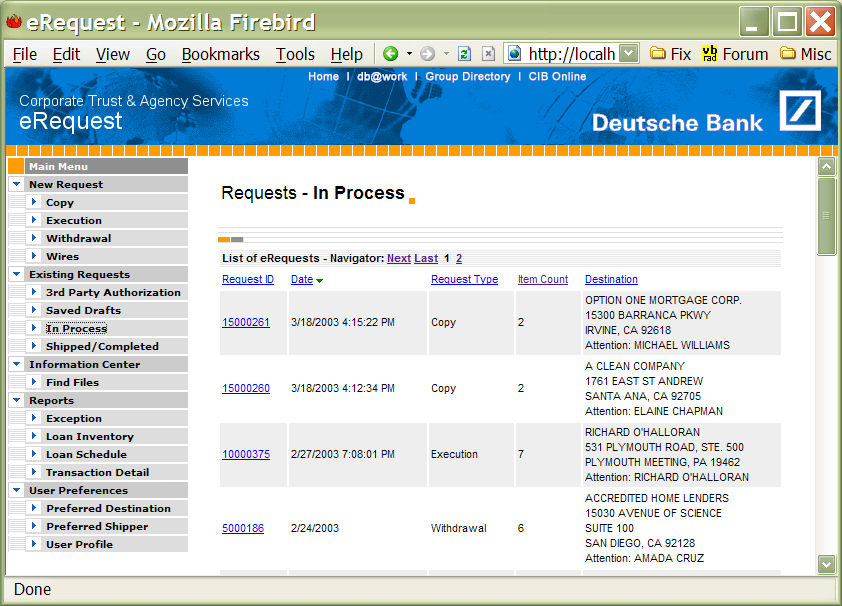 eRequest - Mozilla Firebird
File Edit View Go Bookmarks Tools Help http://localh Fix vb rad Forum Misc
Home | db@work | Group Directory | CIB Online
Corporate Trust & Agency Services
eRequest
Deutsche Bank
Main Menu
New Request
Copy
Execution
Withdrawal
Wires
Existing Requests
3rd Party Authorization
Saved Drafts
In Process
Shipped/Completed
Information Center
Find Files
Reports
Exception
Loan Inventory
Loan Schedule
Transaction Detail
User Preferences
Preferred Destination
Preferred Shipper
User Profile
Requests - In Process
List of eRequests - Navigator: Next Last 1 2
Request ID Date Request Type Item Count Destination
15000261 3/18/2003 4:15:22 PM Copy 2 OPTION ONE MORTGAGE CORP.
15300 BARRANCA PKWY
IRVINE, CA 92618
Attention: MICHAEL WILLIAMS
15000260 3/18/2003 4:12:34 PM Copy 2 A CLEAN COMPANY
1761 EAST ST ANDREW
SANTA ANA, CA 92705
Attention: ELAINE CHAPMAN
10000375 2/27/2003 7:08:01 PM Execution 7 RICHARD O'HALLORAN
531 PLYMOUTH ROAD, STE. 500
PLYMOUTH MEETING, PA 19462
Attention: RICHARD O'HALLORAN
5000186 2/24/2003 Withdrawal 6 ACCREDITED HOME LENDERS
15030 AVENUE OF SCIENCE
SUITE 100
SAN DIEGO, CA 92128
Attention: AMADA CRUZ
Done